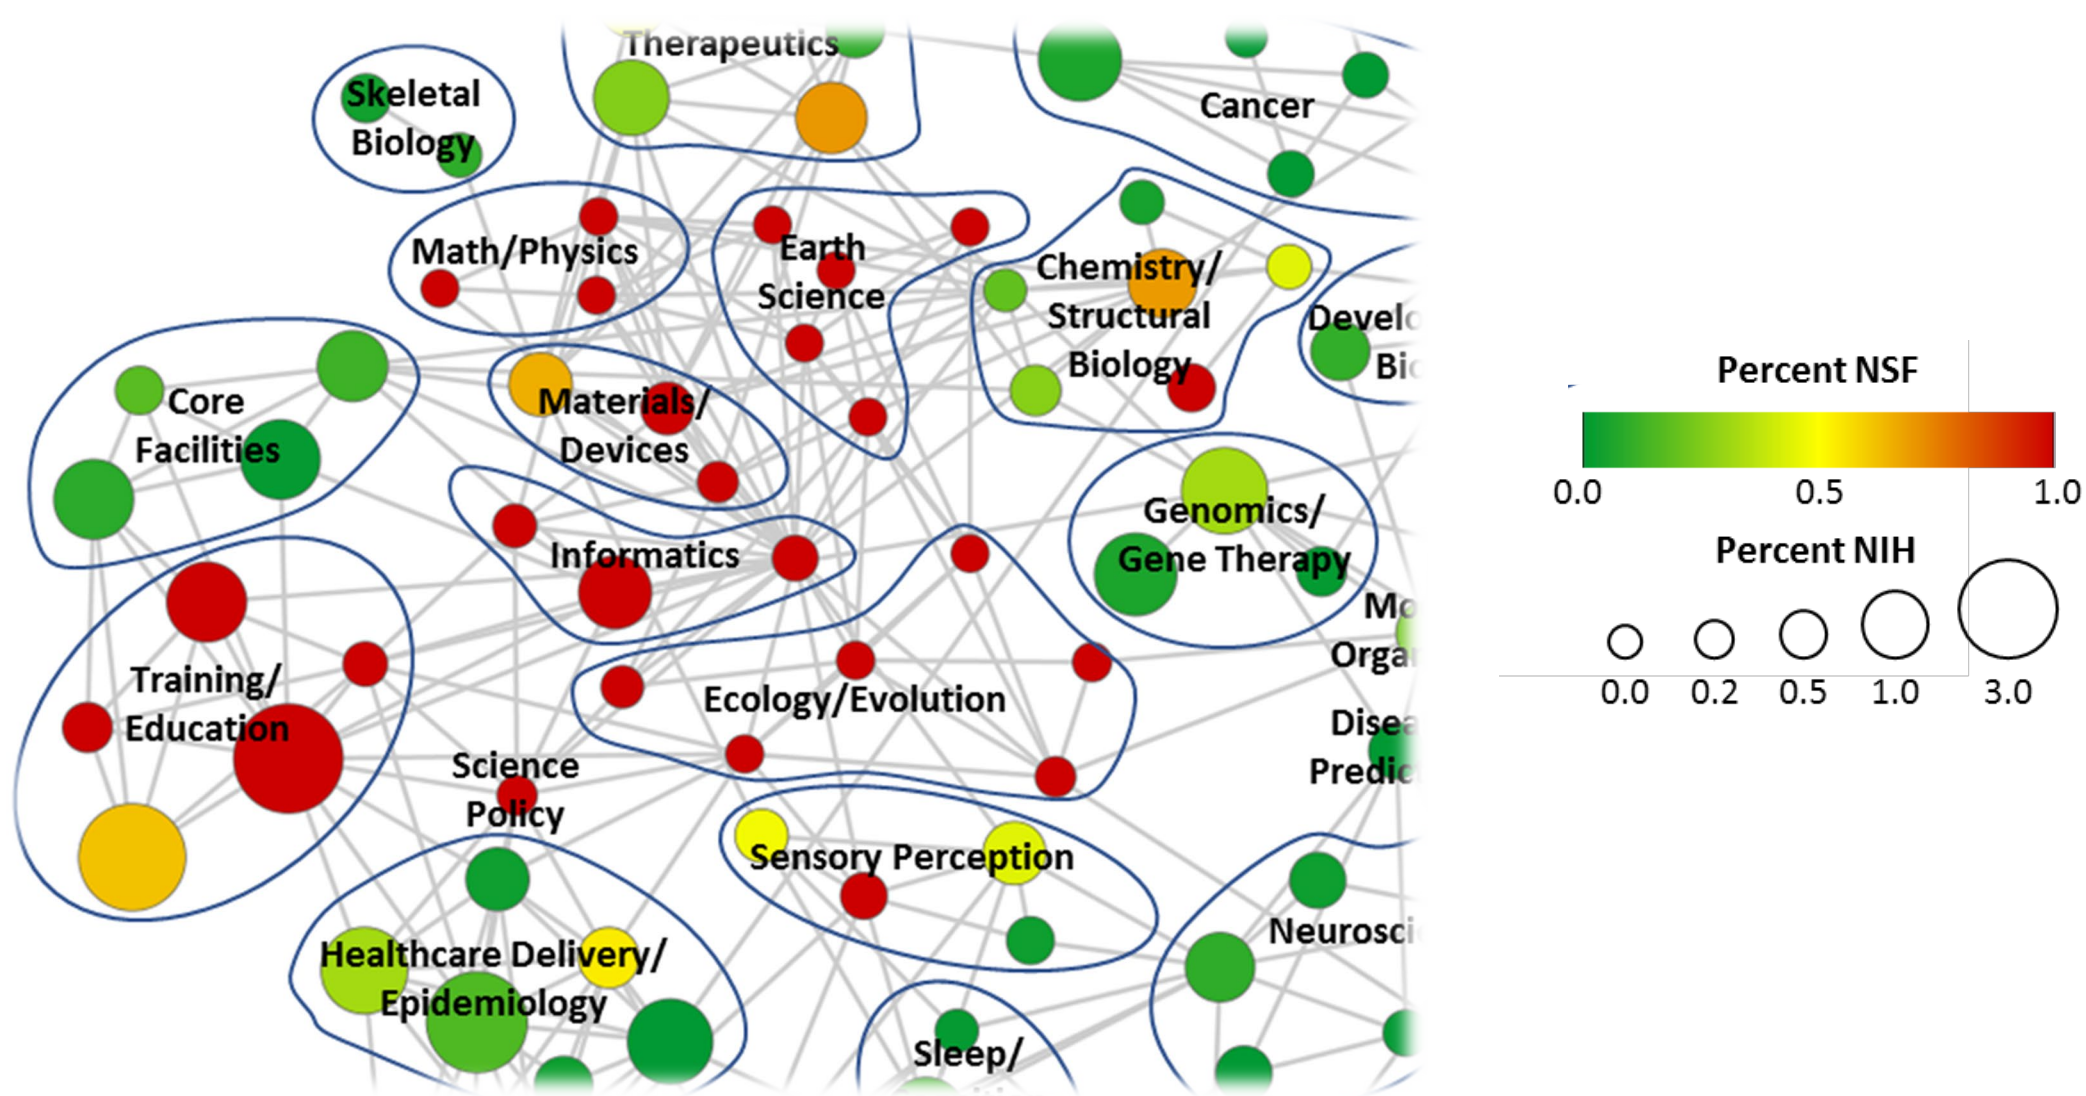 Therapeutics
Skeletal
Biology
Cancer
Math/Physics
Earth
Science
Chemistry/
Structural
Biology
Core
Facilities
Materials/
Devices
Genomics/
Gene Therapy
Informatics
Training/
Education
Ecology/Evolution
Science
Policy
Sensory Perception
Healthcare Delivery/
Epidemiology
Sleep/
Percent NSF
0.0 0.5 1.0
Percent NIH
0.0 0.2 0.5 1.0 3.0